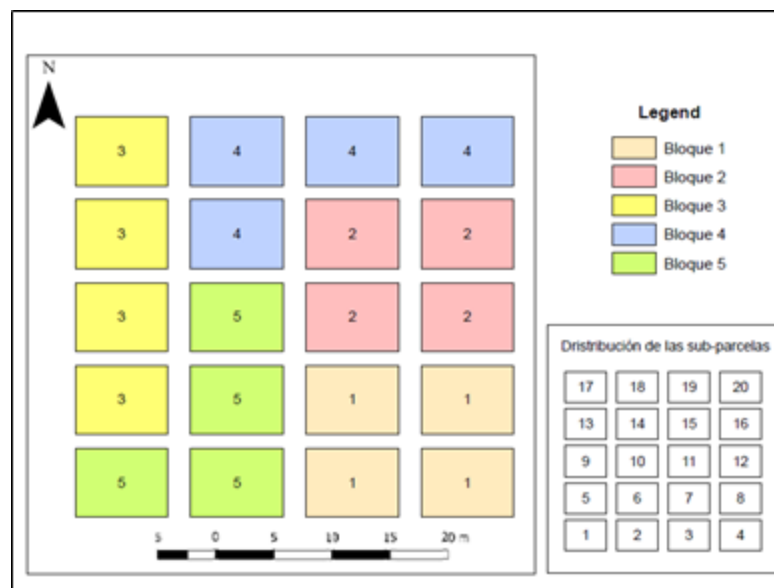 N
3 4 4 4
3 4 2 2
3 5 2 2
3 5 1 1
5 5 1 1
5 0 5 10 15 20 m
Legend
Bloque 1
Bloque 2
Bloque 3
Bloque 4
Bloque 5
Dristribución de las sub-parcelas
17 18 19 20
13 14 15 16
9 10 11 12
5 6 7 8
1 2 3 4